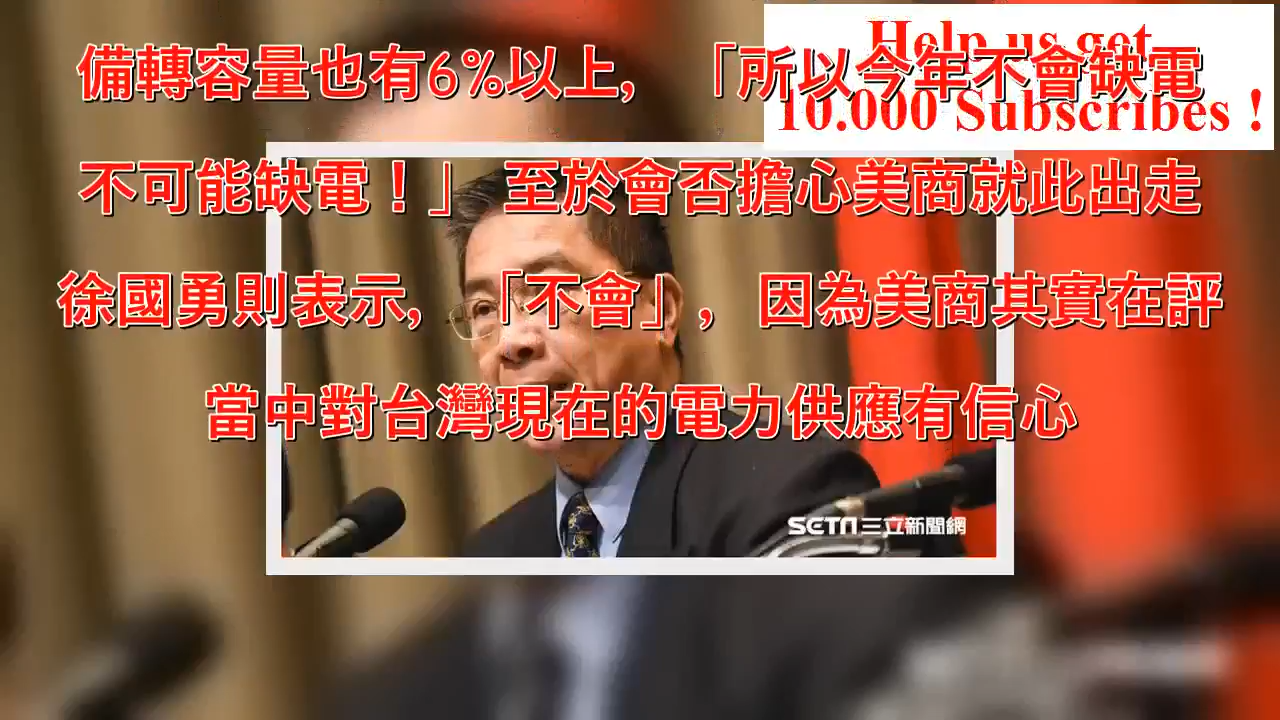 Help us get
10.000 Subscribes !
備轉容量也有6%以上, 「所以今年不會缺電
不可能缺電！」 至於會否擔心美商就此出走
徐國勇則表示, 「不會」, 因為美商其實在評
當中對台灣現在的電力供應有信心
SETN三立新聞網